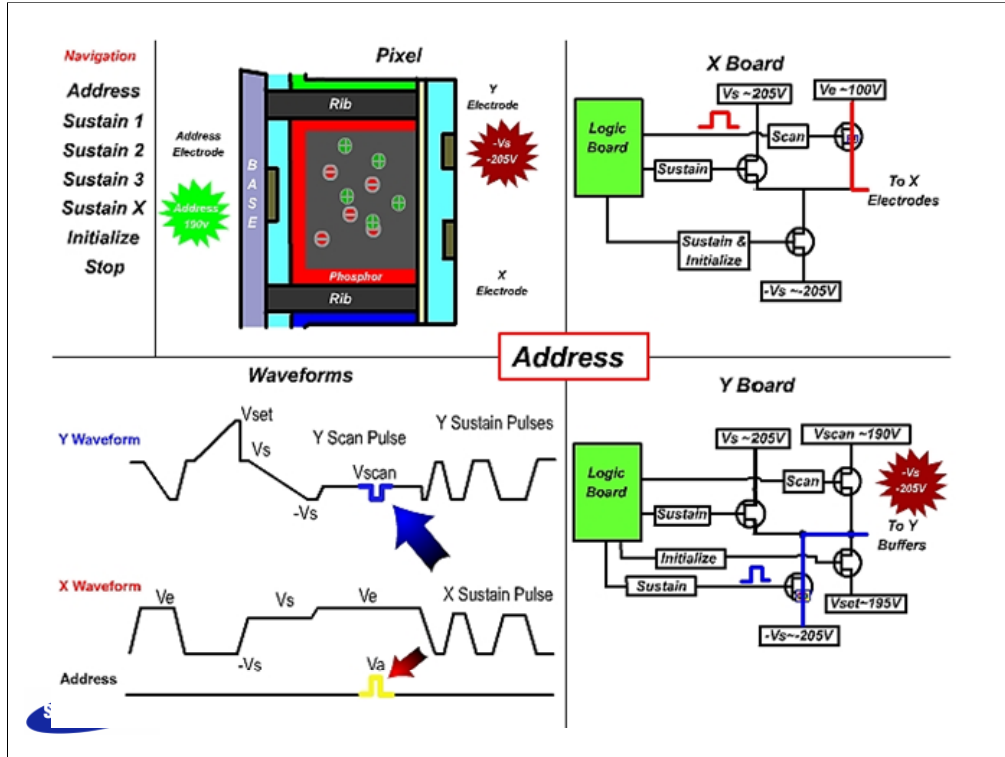 Navigation
Address
Sustain 1
Sustain 2
Sustain 3
Sustain X
Initialize
Stop
Pixel
Address
Electrode
Address
190v
BASE
Rib
Phosphor
Rib
Y
Electrode
-Vs
-205V
X
Electrode
X Board
Vs ~205V
Ve ~100V
Logic
Board
Scan
Sustain
To X
Electrodes
Sustain &
Initialize
-Vs ~-205V
Address
Waveforms
Y Waveform
Vset
Vs
Y Scan Pulse
Y Sustain Pulses
Vscan
-Vs
X Waveform
Ve
Vs
Ve
X Sustain Pulse
-Vs
Va
Address
Y Board
Vs ~205V
Vscan ~190V
Logic
Board
Scan
-Vs
-205V
Sustain
To Y
Buffers
Initialize
Sustain
Vset~195V
-Vs~-205V